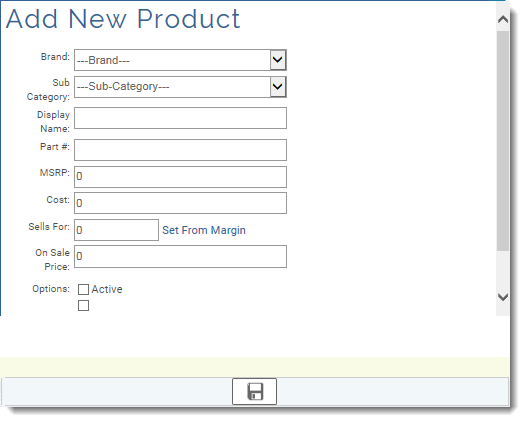 Add New Product
Brand: ---Brand---
Sub
Category: ---Sub-Category---
Display
Name:
Part #:
MSRP: 0
Cost: 0
Sells For: 0 Set From Margin
On Sale
Price: 0
Options: Active